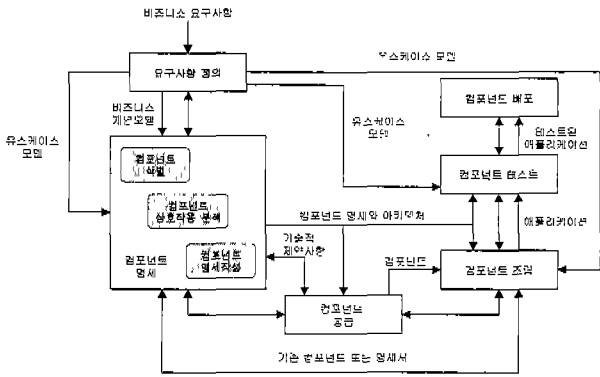 비즈니스 요구사항
유스케이스 모델
요구사항 정의
비즈니스
개념모델
유스케이스
모델
유스케이스
모델
컴포넌트 배포
테스트된
애플리케이션
컴포넌트
식별
컴포넌트 테스트
컴포넌트
상호작용 분석
컴포넌트 명세와 아키텍처
애플리케이션
기술적
제약사항
컴포넌트
명세
컴포넌트
명세작성
컴포넌트
컴포넌트 조립
컴포넌트
공급
기존 컴포넌트 또는 명세서